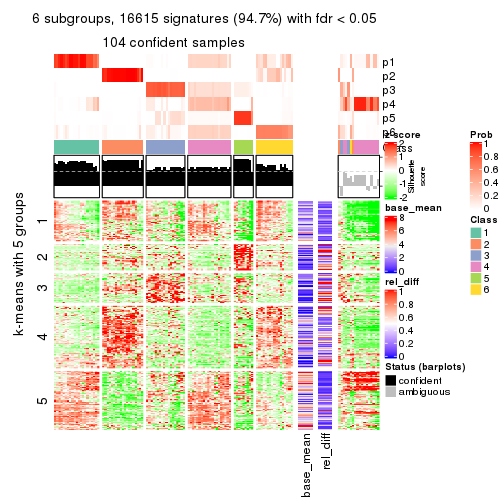 6 subgroups, 16615 signatures (94.7%) with fdr < 0.05
104 confident samples
p1
p2
p3
p4
p5
p6
Class
Silhouette
score
k-means with 5 groups
1
2
3
4
5
base_mean
rel_diff
z-score
2
1
0
-1
-2
base_mean
8
6
4
2
0
rel_diff
1
0.8
0.6
0.4
0.2
0
Status (barplots)
confident
ambiguous
Prob
1
0.8
0.6
0.4
0.2
0
Class
1
2
3
4
5
6